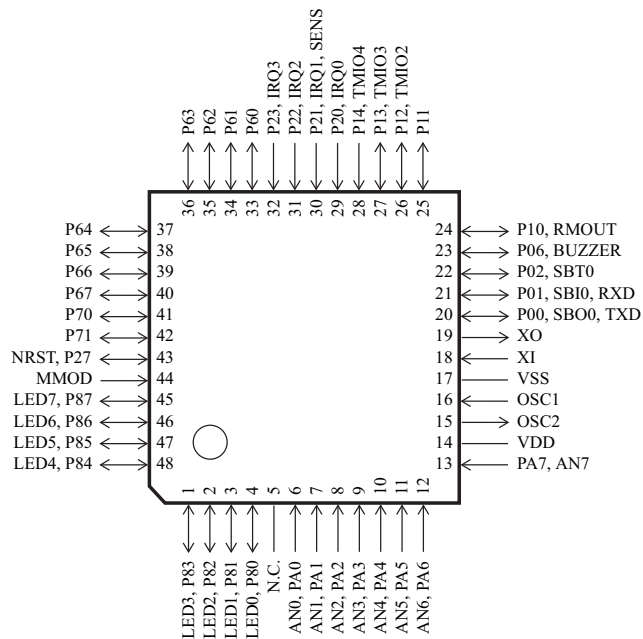 P63
P62
P61
P60
P23, IRQ3
P22, IRQ2
P21, IRQ1, SENS
P20, IRQ0
P14, TMIO4
P13, TMIO3
P12, TMIO2
P11
36
35
34
33
32
31
30
29
28
27
26
25
P64 37
P65 38
P66 39
P67 40
P70 41
P71 42
NRST, P27 43
MMOD 44
LED7, P87 45
LED6, P86 46
LED5, P85 47
LED4, P84 48
24 P10, RMOUT
23 P06, BUZZER
22 P02, SBT0
21 P01, SBI0, RXD
20 P00, SBO0, TXD
19 XO
18 XI
17 VSS
16 OSC1
15 OSC2
14 VDD
13 PA7, AN7
1
2
3
4
5
6
7
8
9
10
11
12
LED3, P83
LED2, P82
LED1, P81
LED0, P80
N.C.
AN0, PA0
AN1, PA1
AN2, PA2
AN3, PA3
AN4, PA4
AN5, PA5
AN6, PA6